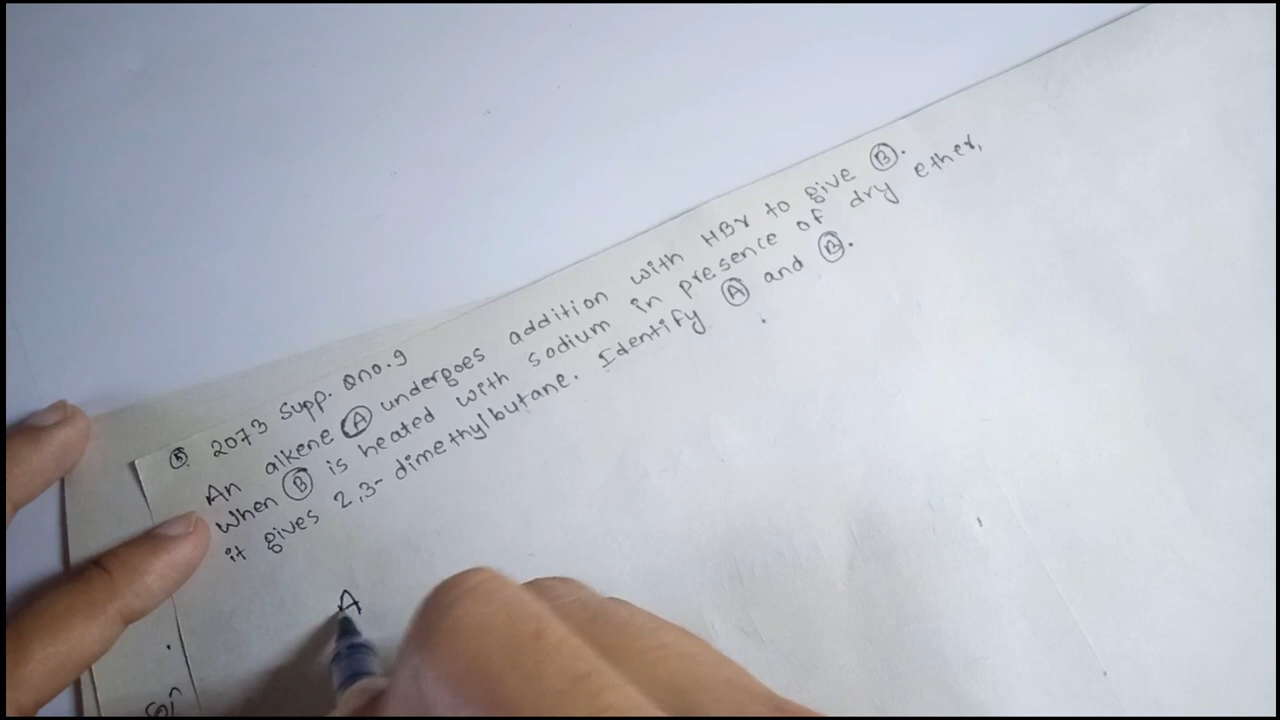 ⑤ 2073 Supp. Qno.9
An alkene Ⓐ undergoes addition with HBr to give Ⓑ.
When Ⓑ is heated with sodium in presence of dry ether,
it gives 2,3-dimethylbutane. Identify Ⓐ and Ⓑ.
A